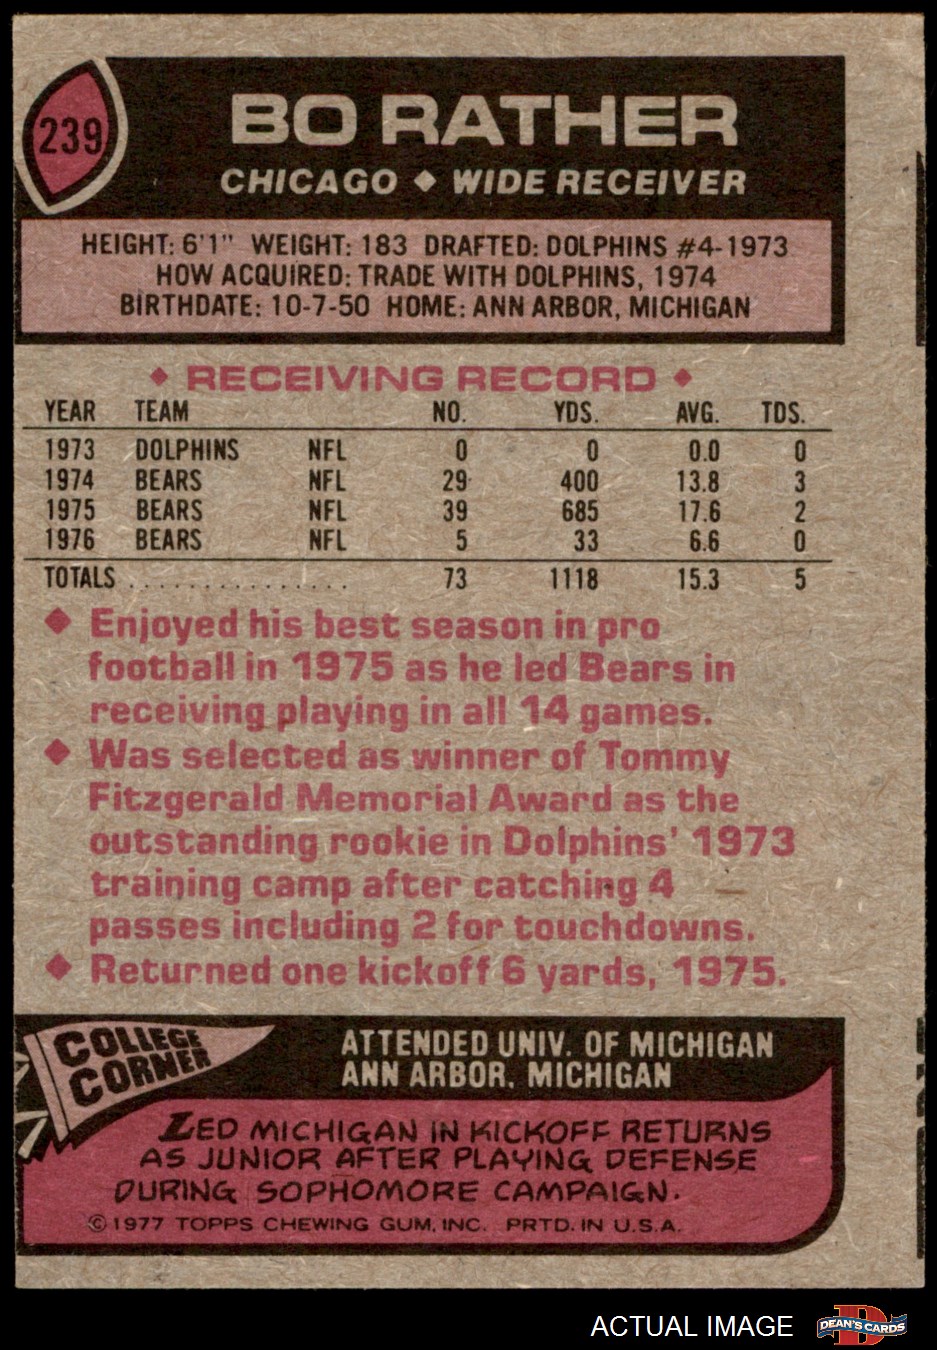 239
BO RATHER
CHICAGO ♦ WIDE RECEIVER
HEIGHT: 6'1" WEIGHT: 183 DRAFTED: DOLPHINS #4-1973
HOW ACQUIRED: TRADE WITH DOLPHINS, 1974
BIRTHDATE: 10-7-50 HOME: ANN ARBOR, MICHIGAN
♦ RECEIVING RECORD ♦
YEAR TEAM NO. YDS. AVG. TDS.
1973 DOLPHINS NFL 0 0 0.0 0
1974 BEARS NFL 29 400 13.8 3
1975 BEARS NFL 39 685 17.6 2
1976 BEARS NFL 5 33 6.6 0
TOTALS . . . . . . . . . . . . . . . 73 1118 15.3 5
♦ Enjoyed his best season in pro
football in 1975 as he led Bears in
receiving playing in all 14 games.
♦ Was selected as winner of Tommy
Fitzgerald Memorial Award as the
outstanding rookie in Dolphins' 1973
training camp after catching 4
passes including 2 for touchdowns.
♦ Returned one kickoff 6 yards, 1975.
COLLEGE
CORNER
ATTENDED UNIV. OF MICHIGAN
ANN ARBOR, MICHIGAN
LED MICHIGAN IN KICKOFF RETURNS
AS JUNIOR AFTER PLAYING DEFENSE
DURING SOPHOMORE CAMPAIGN.
© 1977 TOPPS CHEWING GUM, INC. PRTD. IN U.S.A.
ACTUAL IMAGE
DEAN'S CARDS